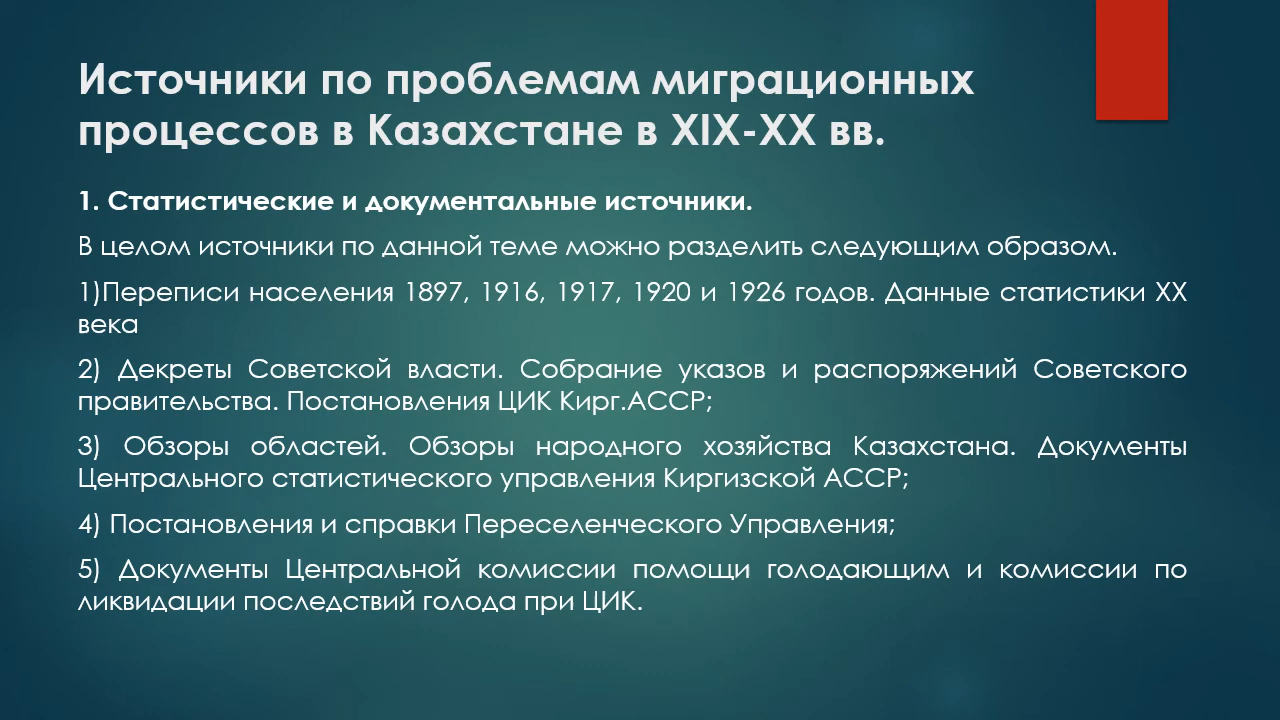 Источники по проблемам миграционных
процессов в Казахстане в XIX-XX вв.
1. Статистические и документальные источники.
В целом источники по данной теме можно разделить следующим образом.
1)Переписи населения 1897, 1916, 1917, 1920 и 1926 годов. Данные статистики XX
века
2) Декреты Советской власти. Собрание указов и распоряжений Советского
правительства. Постановления ЦИК Кирг.АССР;
3) Обзоры областей. Обзоры народного хозяйства Казахстана. Документы
Центрального статистического управления Киргизской АССР;
4) Постановления и справки Переселенческого Управления;
5) Документы Центральной комиссии помощи голодающим и комиссии по
ликвидации последствий голода при ЦИК.